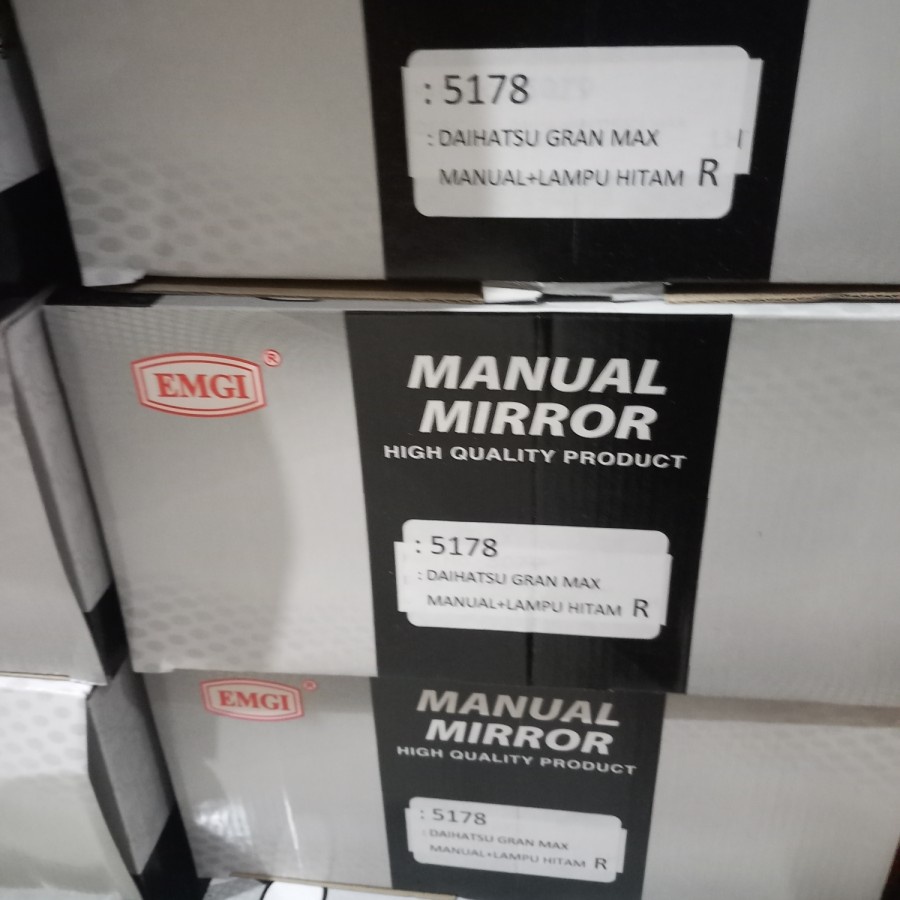 : 5178
: DAIHATSU GRAN MAX
MANUAL+LAMPU HITAM R
EMGI ®
MANUAL
MIRROR
HIGH QUALITY PRODUCT
: 5178
: DAIHATSU GRAN MAX
MANUAL+LAMPU HITAM R
EMGI ®
MANUAL
MIRROR
HIGH QUALITY PRODUCT
: 5178
: DAIHATSU GRAN MAX
MANUAL+LAMPU HITAM R